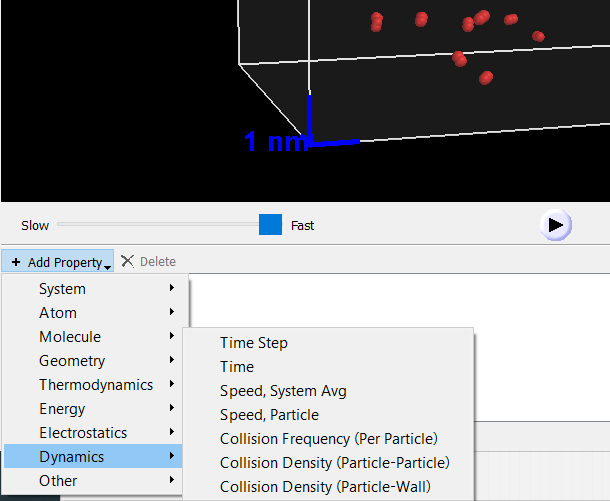 1 nm
Slow
Fast
+ Add Property
Delete
System
Atom
Molecule
Geometry
Thermodynamics
Energy
Electrostatics
Dynamics
Other
Time Step
Time
Speed, System Avg
Speed, Particle
Collision Frequency (Per Particle)
Collision Density (Particle-Particle)
Collision Density (Particle-Wall)